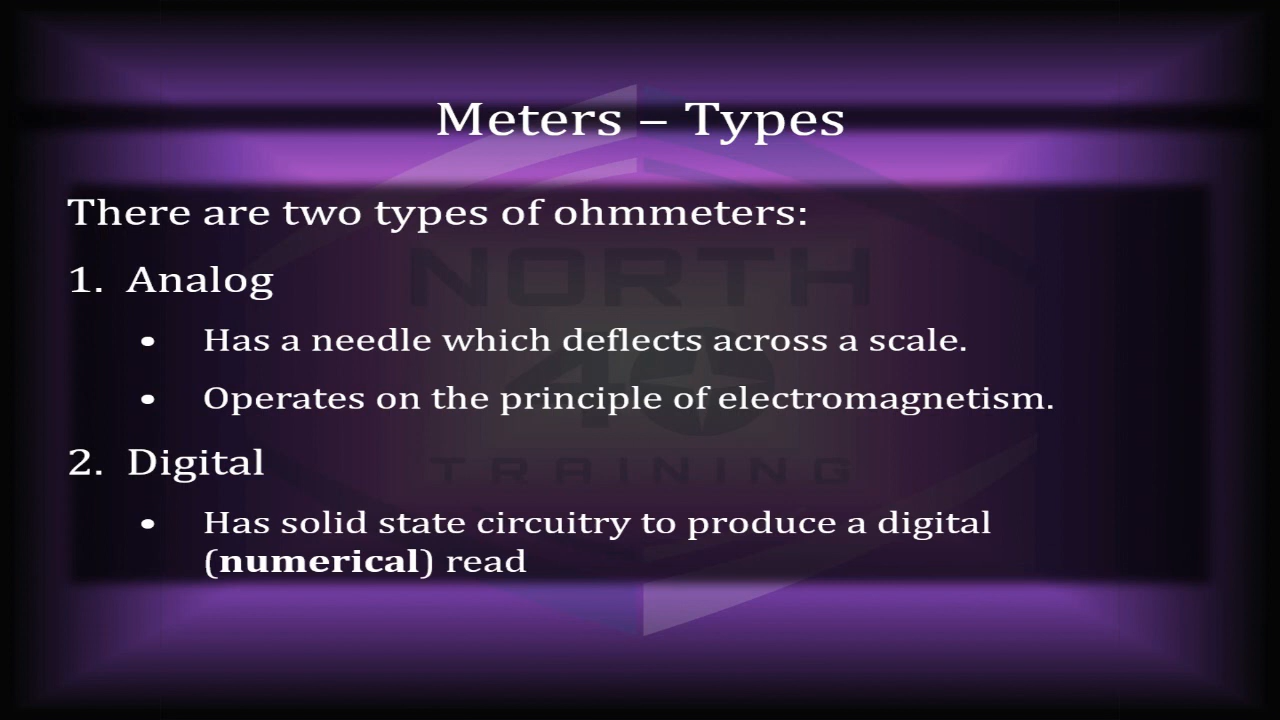 Meters – Types
There are two types of ohmmeters:
1. Analog
• Has a needle which deflects across a scale.
• Operates on the principle of electromagnetism.
2. Digital
• Has solid state circuitry to produce a digital
(numerical) read
NORTH
40
TRAINING